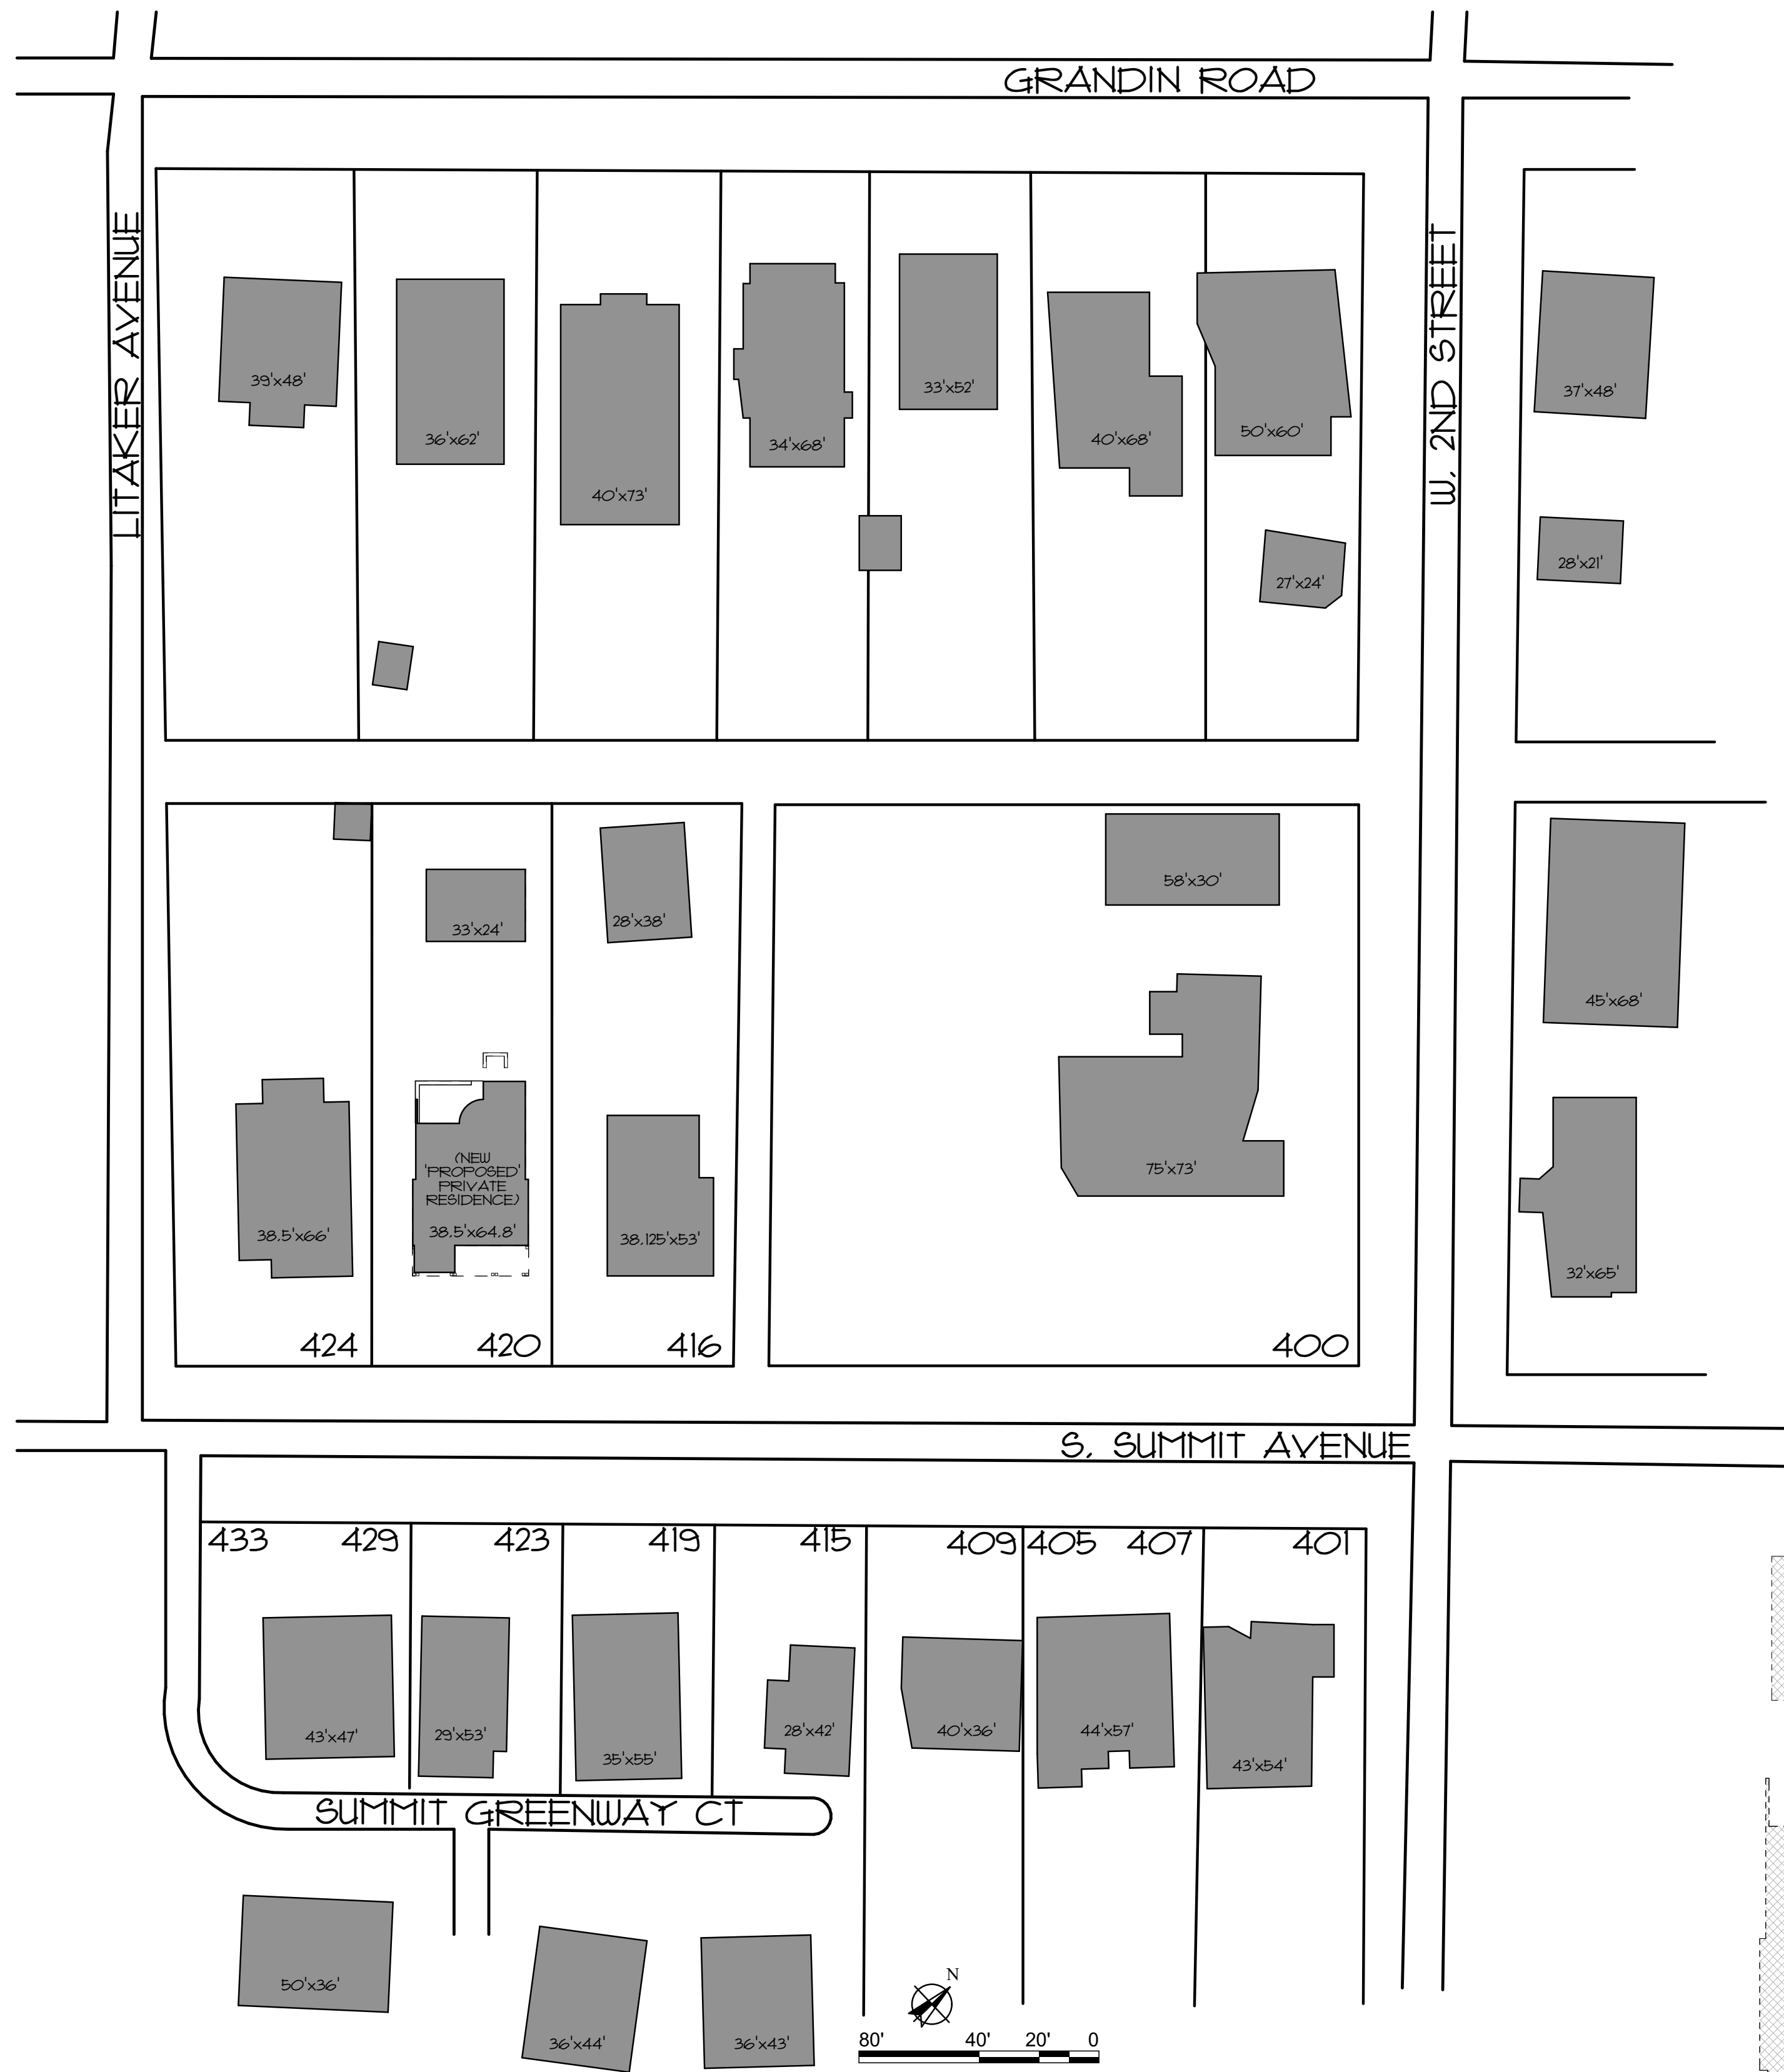 GRANDIN ROAD
LITAKER AVENUE
W. 2ND STREET
39'x48'
36'x62'
40'x73'
34'x68'
33'x52'
40'x68'
50'x60'
37'x48'
27'x24'
28'x21'
33'x24'
28'x38'
58'x30'
45'x68'
(NEW
'PROPOSED'
PRIVATE
RESIDENCE)
38.5'x66'
38.5'x64.8'
38.125'x53'
75'x73'
32'x65'
424
420
416
400
S. SUMMIT AVENUE
433
429
423
419
415
409
405
407
401
43'x47'
29'x53'
35'x55'
28'x42'
40'x36'
44'x57'
43'x54'
SUMMIT GREENWAY CT
50'x36'
36'x44'
36'x43'
N
80' 40' 20' 0